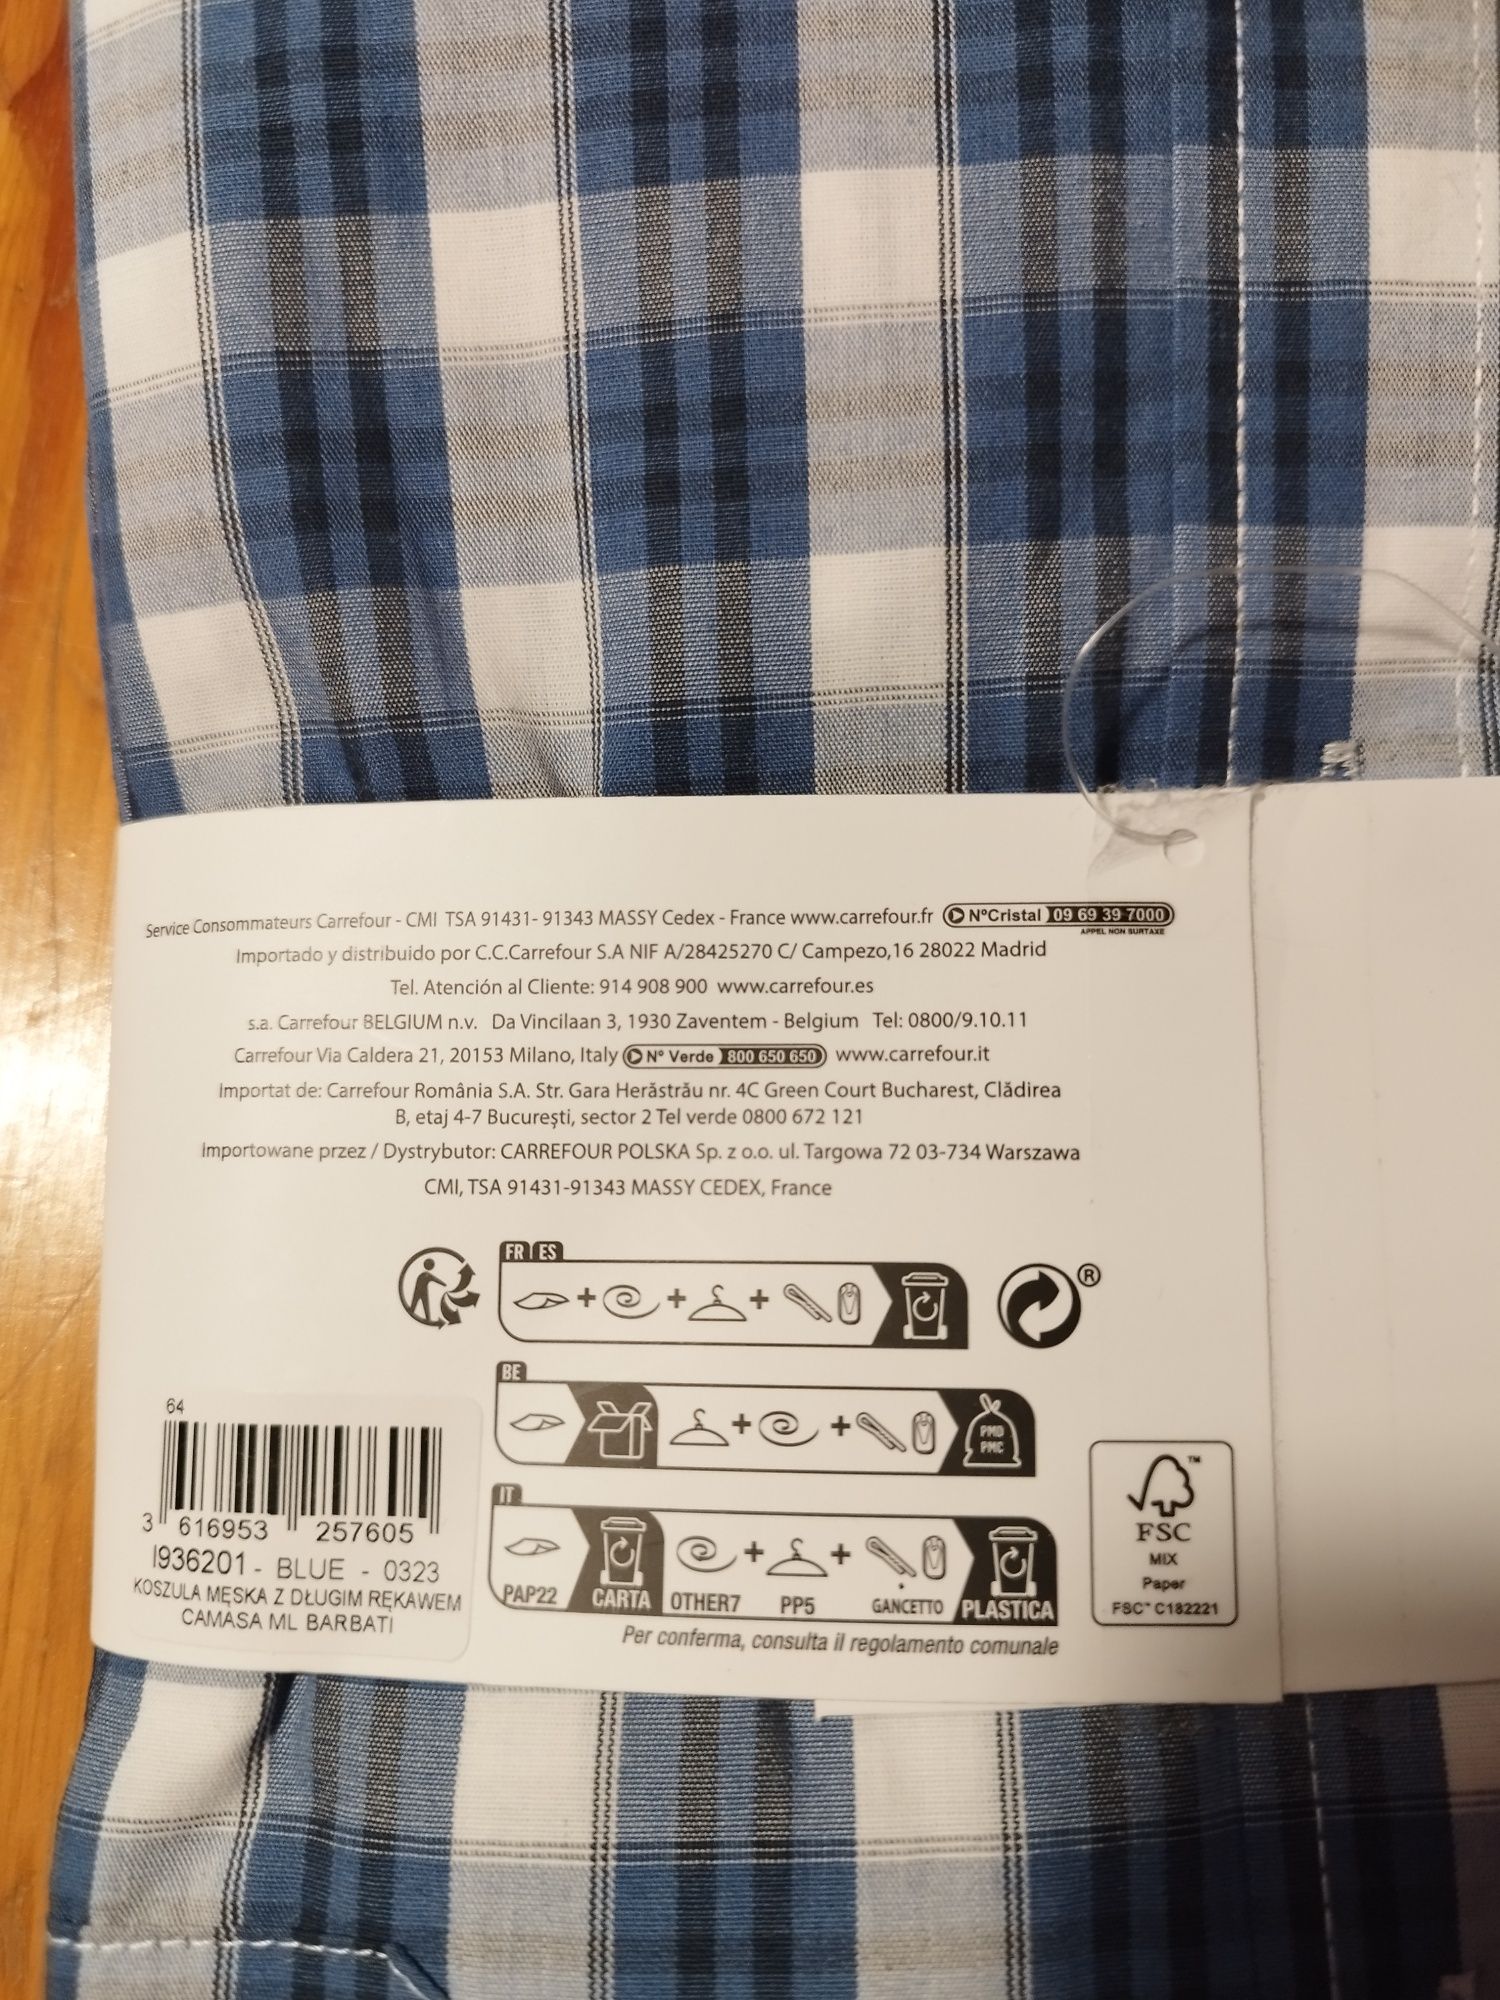 Service Consommateurs Carrefour - CMI TSA 91431- 91343 MASSY Cedex - France www.carrefour.fr N°Cristal 09 69 39 7000
APPEL NON SURTAXE
Importado y distribuido por C.C.Carrefour S.A NIF A/28425270 C/ Campezo,16 28022 Madrid
Tel. Atención al Cliente: 914 908 900 www.carrefour.es
s.a. Carrefour BELGIUM n.v. Da Vincilaan 3, 1930 Zaventem - Belgium Tel: 0800/9.10.11
Carrefour Via Caldera 21, 20153 Milano, Italy N° Verde 800 650 650 www.carrefour.it
Importat de: Carrefour România S.A. Str. Gara Herăstrău nr. 4C Green Court Bucharest, Clădirea
B, etaj 4-7 Bucureşti, sector 2 Tel verde 0800 672 121
Importowane przez / Dystrybutor: CARREFOUR POLSKA Sp. z o.o. ul. Targowa 72 03-734 Warszawa
CMI, TSA 91431-91343 MASSY CEDEX, France
FR ES
®
BE
PMD
PMC
IT
PAP22 CARTA OTHER7 PP5 GANCETTO PLASTICA
Per conferma, consulta il regolamento comunale
64
3 616953 257605
I936201 - BLUE - 0323
KOSZULA MĘSKA Z DŁUGIM RĘKAWEM
CAMASA ML BARBATI
™
FSC
MIX
Paper
FSC™ C182221